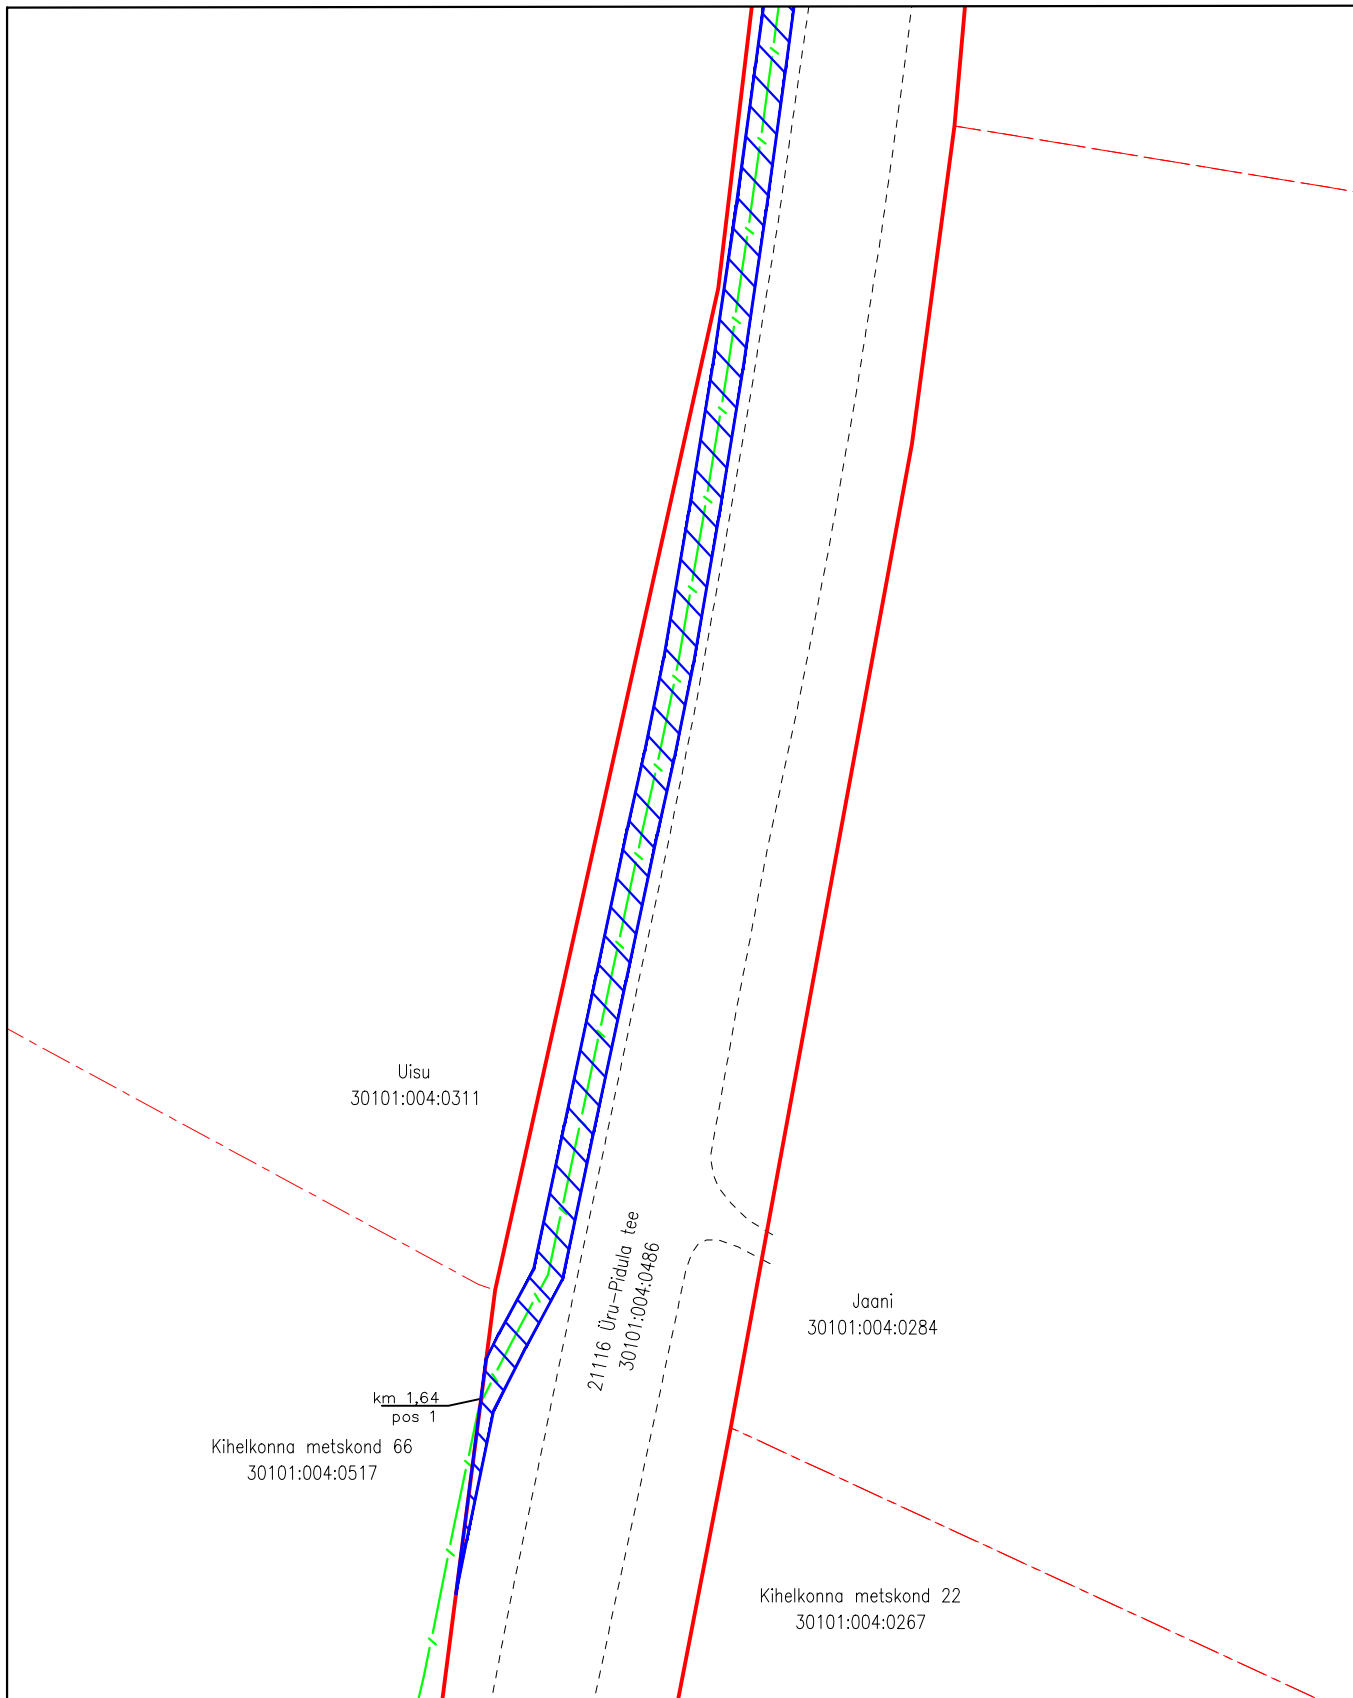 Uisu
30101:004:0311
21116 Üru-Pidula tee
30101:004:0486
Jaani
30101:004:0284
km 1,64
pos 1
Kihelkonna metskond 66
30101:004:0517
Kihelkonna metskond 22
30101:004:0267